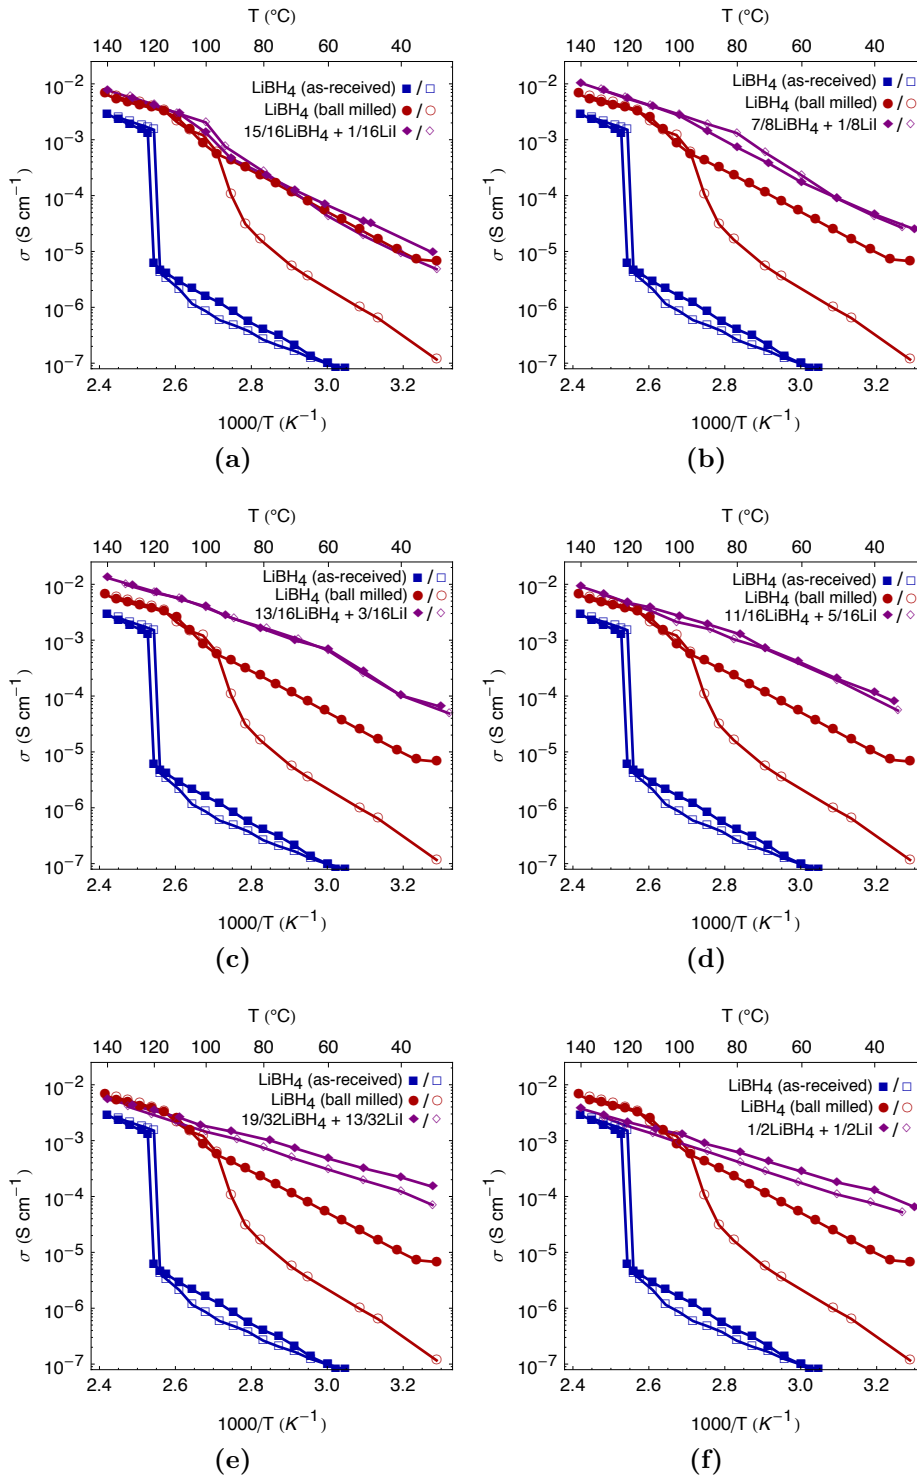 T (°C)
140 120 100 80 60 40
10⁻²
10⁻³
10⁻⁴
10⁻⁵
10⁻⁶
10⁻⁷
σ (S cm⁻¹)
LiBH₄ (as-received) ■/□
LiBH₄ (ball milled) ●/○
15/16LiBH₄ + 1/16LiI ◆/◇
2.4 2.6 2.8 3.0 3.2
1000/T (K⁻¹)
(a)
T (°C)
140 120 100 80 60 40
10⁻²
10⁻³
10⁻⁴
10⁻⁵
10⁻⁶
10⁻⁷
σ (S cm⁻¹)
LiBH₄ (as-received) ■/□
LiBH₄ (ball milled) ●/○
7/8LiBH₄ + 1/8LiI ◆/◇
2.4 2.6 2.8 3.0 3.2
1000/T (K⁻¹)
(b)
T (°C)
140 120 100 80 60 40
10⁻²
10⁻³
10⁻⁴
10⁻⁵
10⁻⁶
10⁻⁷
σ (S cm⁻¹)
LiBH₄ (as-received) ■/□
LiBH₄ (ball milled) ●/○
13/16LiBH₄ + 3/16LiI ◆/◇
2.4 2.6 2.8 3.0 3.2
1000/T (K⁻¹)
(c)
T (°C)
140 120 100 80 60 40
10⁻²
10⁻³
10⁻⁴
10⁻⁵
10⁻⁶
10⁻⁷
σ (S cm⁻¹)
LiBH₄ (as-received) ■/□
LiBH₄ (ball milled) ●/○
11/16LiBH₄ + 5/16LiI ◆/◇
2.4 2.6 2.8 3.0 3.2
1000/T (K⁻¹)
(d)
T (°C)
140 120 100 80 60 40
10⁻²
10⁻³
10⁻⁴
10⁻⁵
10⁻⁶
10⁻⁷
σ (S cm⁻¹)
LiBH₄ (as-received) ■/□
LiBH₄ (ball milled) ●/○
19/32LiBH₄ + 13/32LiI ◆/◇
2.4 2.6 2.8 3.0 3.2
1000/T (K⁻¹)
(e)
T (°C)
140 120 100 80 60 40
10⁻²
10⁻³
10⁻⁴
10⁻⁵
10⁻⁶
10⁻⁷
σ (S cm⁻¹)
LiBH₄ (as-received) ■/□
LiBH₄ (ball milled) ●/○
1/2LiBH₄ + 1/2LiI ◆/◇
2.4 2.6 2.8 3.0 3.2
1000/T (K⁻¹)
(f)